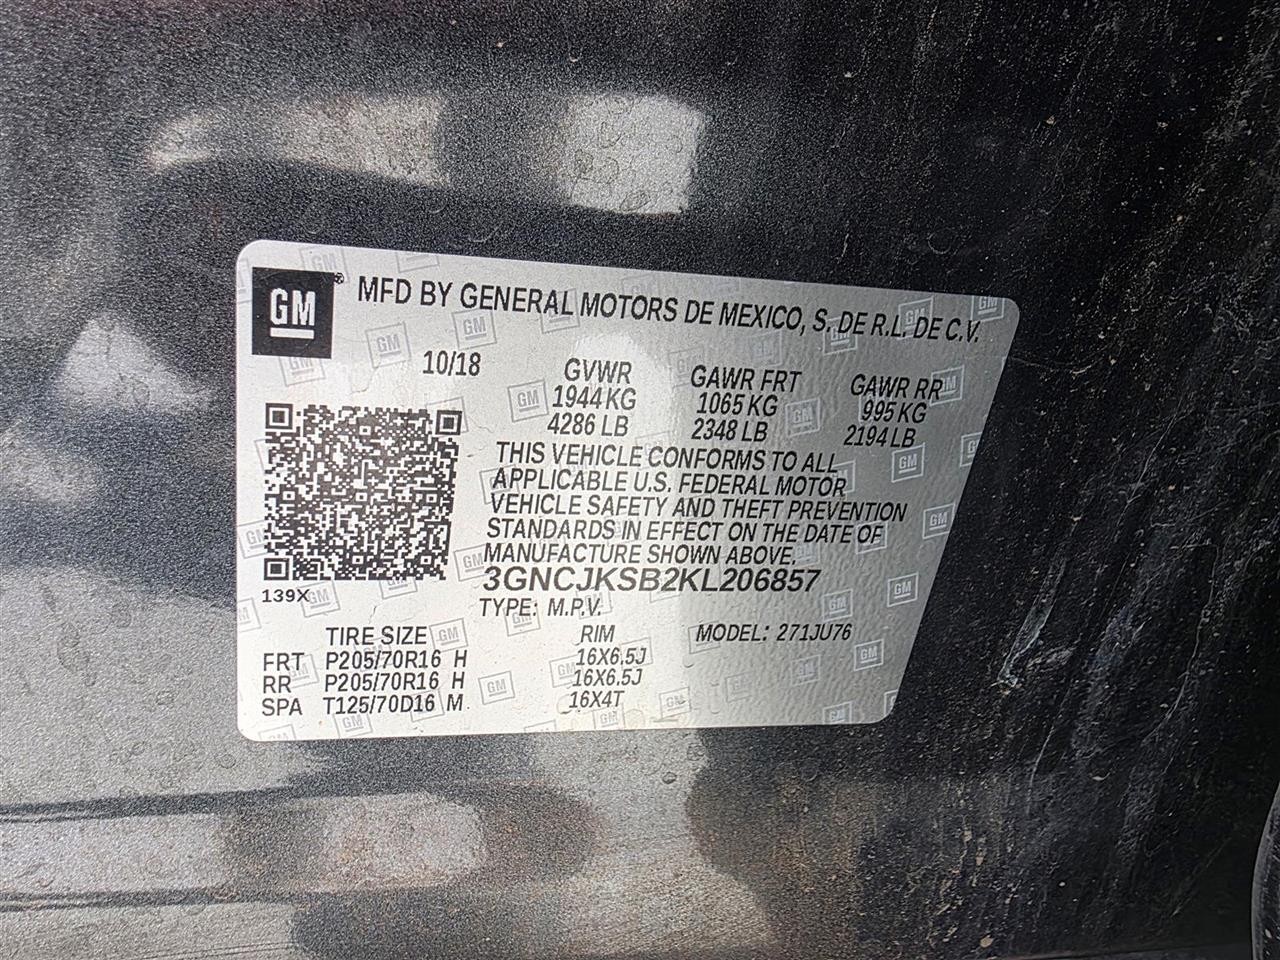 GM® MFD BY GENERAL MOTORS DE MEXICO, S. DE R.L. DE C.V.
10/18 GVWR GAWR FRT GAWR RR
1944 KG 1065 KG 995 KG
4286 LB 2348 LB 2194 LB
THIS VEHICLE CONFORMS TO ALL
APPLICABLE U.S. FEDERAL MOTOR
VEHICLE SAFETY AND THEFT PREVENTION
STANDARDS IN EFFECT ON THE DATE OF
MANUFACTURE SHOWN ABOVE.
139X 3GNCJKSB2KL206857
TYPE: M.P.V.
TIRE SIZE RIM MODEL: 271JU76
FRT P205/70R16 H 16X6.5J
RR P205/70R16 H 16X6.5J
SPA T125/70D16 M 16X4T